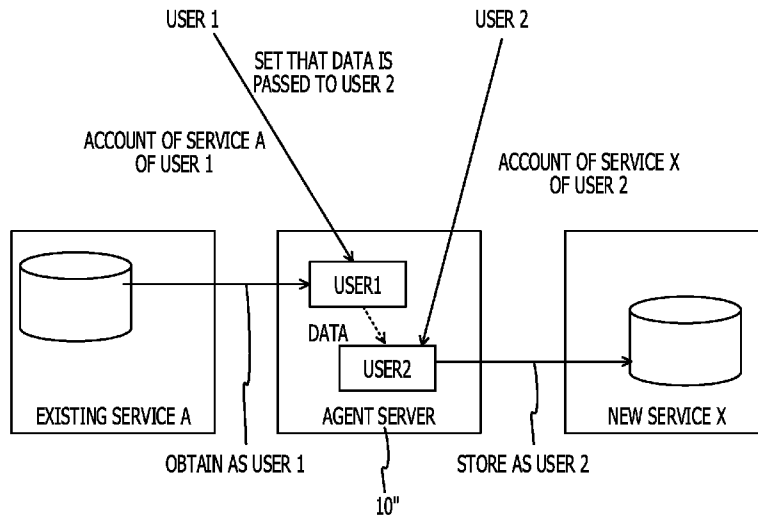 USER 1
USER 2
SET THAT DATA IS
PASSED TO USER 2
ACCOUNT OF SERVICE A
OF USER 1
ACCOUNT OF SERVICE X
OF USER 2
USER1
DATA
USER2
EXISTING SERVICE A
AGENT SERVER
NEW SERVICE X
OBTAIN AS USER 1
STORE AS USER 2
10"